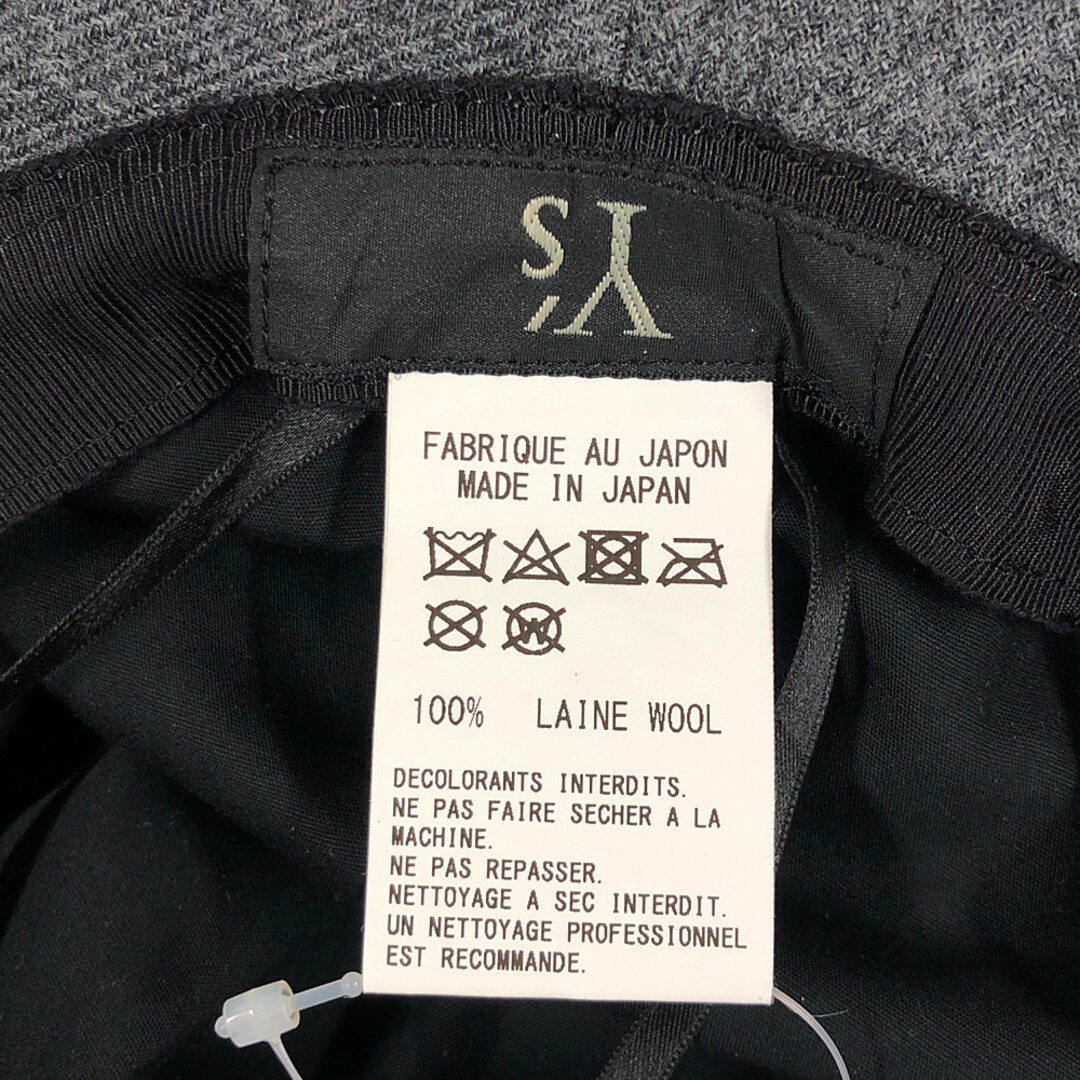 Y's
FABRIQUE AU JAPON
MADE IN JAPAN
W
100% LAINE WOOL
DECOLORANTS INTERDITS.
NE PAS FAIRE SECHER A LA
MACHINE.
NE PAS REPASSER.
NETTOYAGE A SEC INTERDIT.
UN NETTOYAGE PROFESSIONNEL
EST RECOMMANDE.